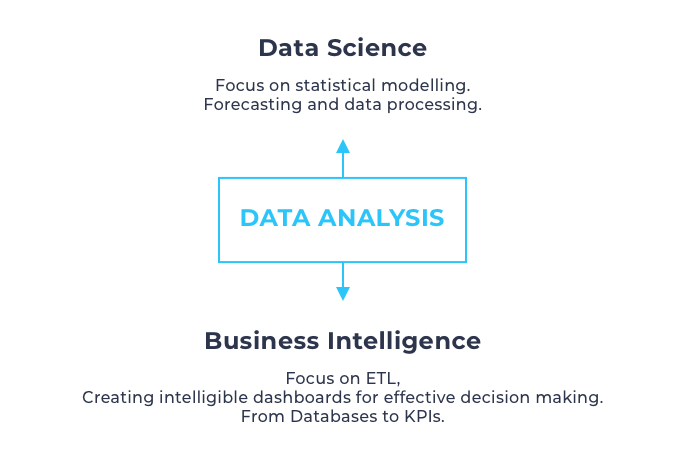 Data Science
Focus on statistical modelling.
Forecasting and data processing.
DATA ANALYSIS
Business Intelligence
Focus on ETL,
Creating intelligible dashboards for effective decision making.
From Databases to KPIs.